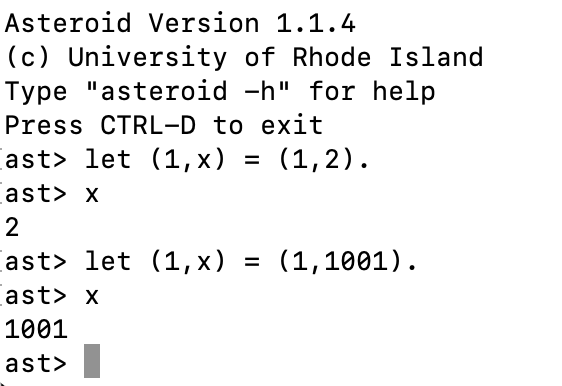 Asteroid Version 1.1.4
(c) University of Rhode Island
Type "asteroid -h" for help
Press CTRL-D to exit
[ast> let (1,x) = (1,2).
[ast> x
2
[ast> let (1,x) = (1,1001).
[ast> x
1001
ast>